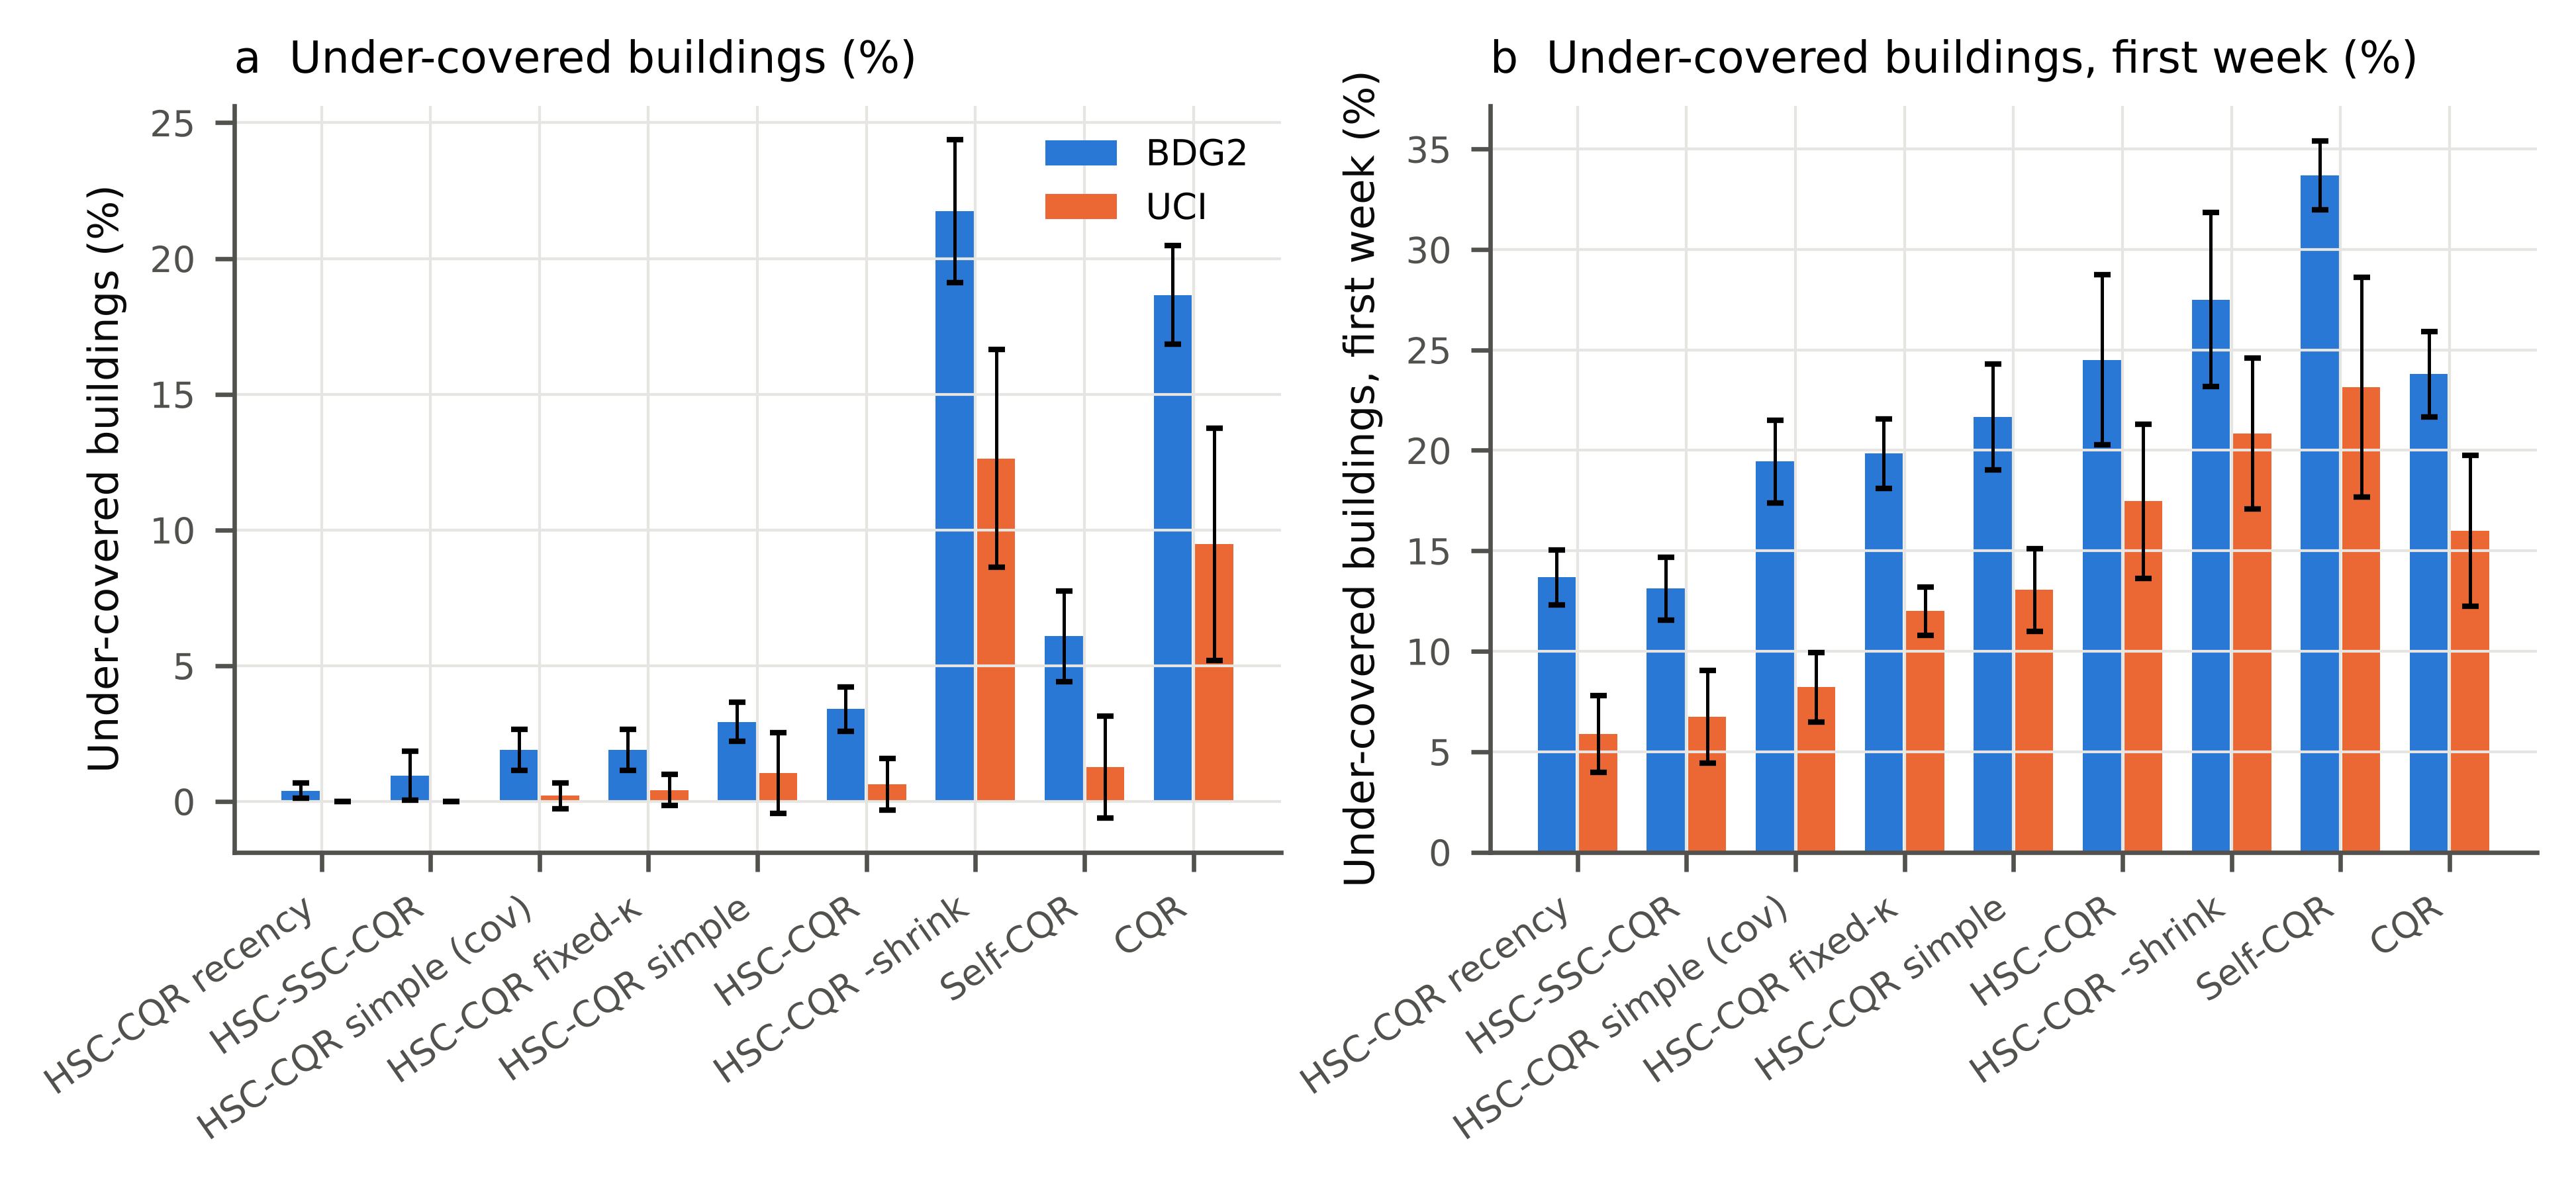 a Under-covered buildings (%)
Under-covered buildings (%)
25
20
15
10
5
0
BDG2
UCI
HSC-CQR recency
HSC-SSC-CQR
HSC-CQR simple (cov)
HSC-CQR fixed-κ
HSC-CQR simple
HSC-CQR
HSC-CQR -shrink
Self-CQR
CQR
b Under-covered buildings, first week (%)
Under-covered buildings, first week (%)
35
30
25
20
15
10
5
0
HSC-CQR recency
HSC-SSC-CQR
HSC-CQR simple (cov)
HSC-CQR fixed-κ
HSC-CQR simple
HSC-CQR
HSC-CQR -shrink
Self-CQR
CQR